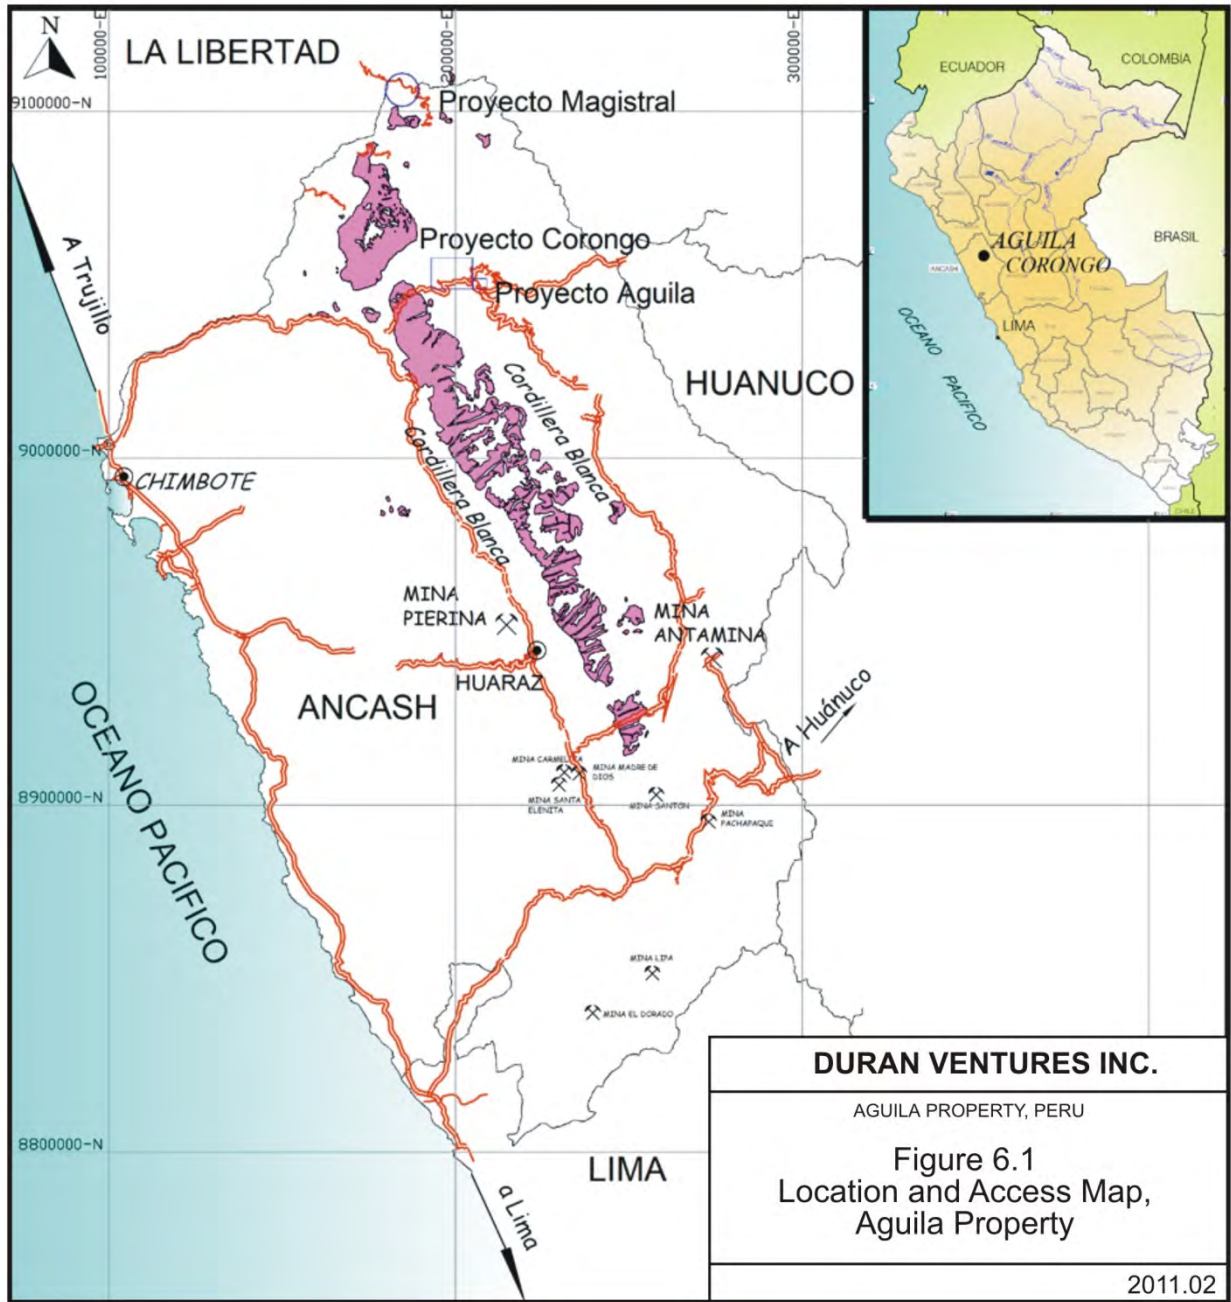 N
LA LIBERTAD
100000-E
200000-E
300000-E
9100000-N
Proyecto Magistral
Proyecto Corongo
Proyecto Aguila
A Trujillo
HUANUCO
Cordillera Blanca
Cordillera Blanca
9000000-N
CHIMBOTE
MINA
PIERINA
MINA
ANTAMINA
HUARAZ
ANCASH
A Huánuco
OCEANO PACIFICO
MINA MADRE DE
DIOS
MINA SANTA
ELENITA
MINA SANTON
8900000-N
MINA
PACHAPAQUI
MINA LIPA
MINA EL DORADO
8800000-N
LIMA
a Lima
ECUADOR
COLOMBIA
BRASIL
AGUILA
CORONGO
ANCASH
LIMA
OCEANO PACIFICO
CHILE
DURAN VENTURES INC.
AGUILA PROPERTY, PERU
Figure 6.1
Location and Access Map,
Aguila Property
2011.02